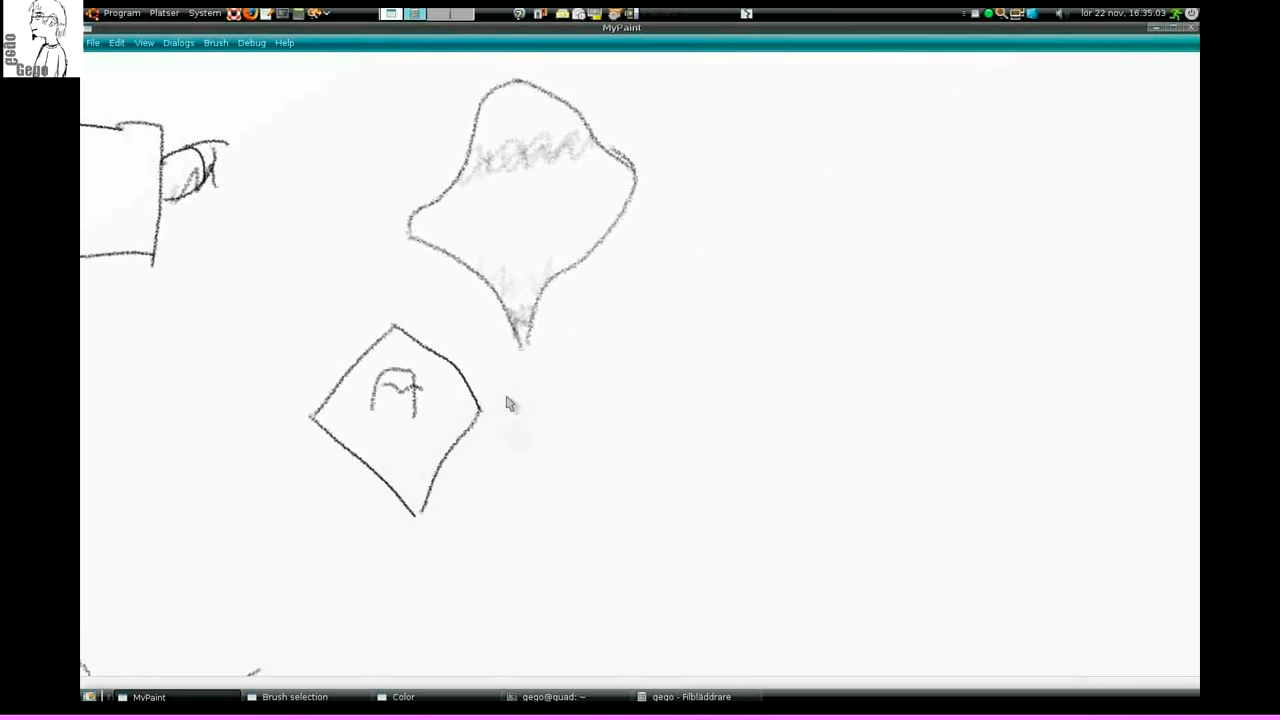 Program Platser System
lör 22 nov, 16.35.03
MyPaint
File Edit View Dialogs Brush Debug Help
Gego
Gego
MyPaint
Brush selection
Color
gego@quad: ~
gego - Filbläddrare